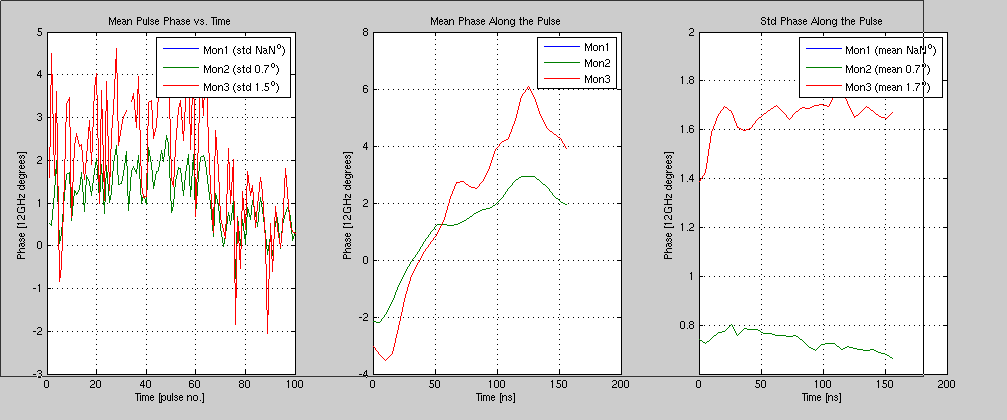 Mean Pulse Phase vs. Time
Mon1 (std NaN°)
Mon2 (std 0.7°)
Mon3 (std 1.5°)
5
4
3
2
1
0
-1
-2
-3
Phase [12GHz degrees]
0
20
40
60
80
100
Time [pulse no.]
Mean Phase Along the Pulse
Mon1
Mon2
Mon3
8
6
4
2
0
-2
-4
Phase [12GHz degrees]
0
50
100
150
200
Time [ns]
Std Phase Along the Pulse
Mon1 (mean NaN°)
Mon2 (mean 0.7°)
Mon3 (mean 1.7°)
2
1.8
1.6
1.4
1.2
1
0.8
Phase [12GHz degrees]
0
50
100
150
200
Time [ns]